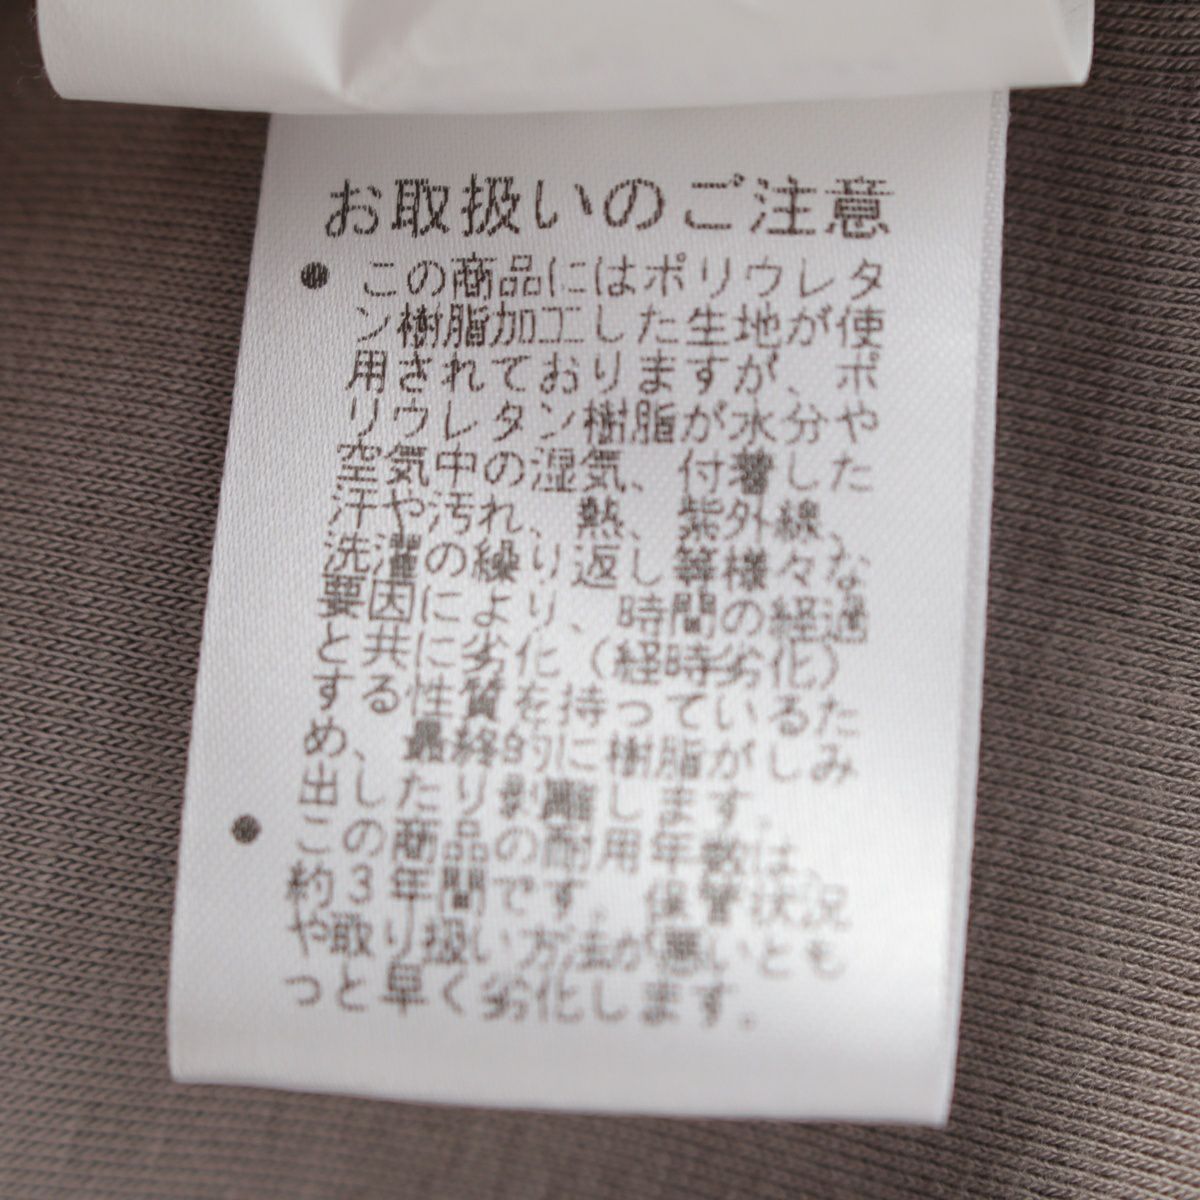 お取扱いのご注意
● この商品にはポリウレタ
ン樹脂加工した生地が使
用されておりますが、ポ
リウレタン樹脂が水分や
空気中の湿気、付着した
汗や汚れ、熱、紫外線、
洗濯の繰り返し等様々な
要因により、時間の経過
と共に劣化（経時劣化）
する性質を持っているた
め、最終的に樹脂がしみ
出したり剥離します。
● この商品の耐用年数は、
約3年間です。保管状況
や取り扱い方法が悪いとも
っと早く劣化します。